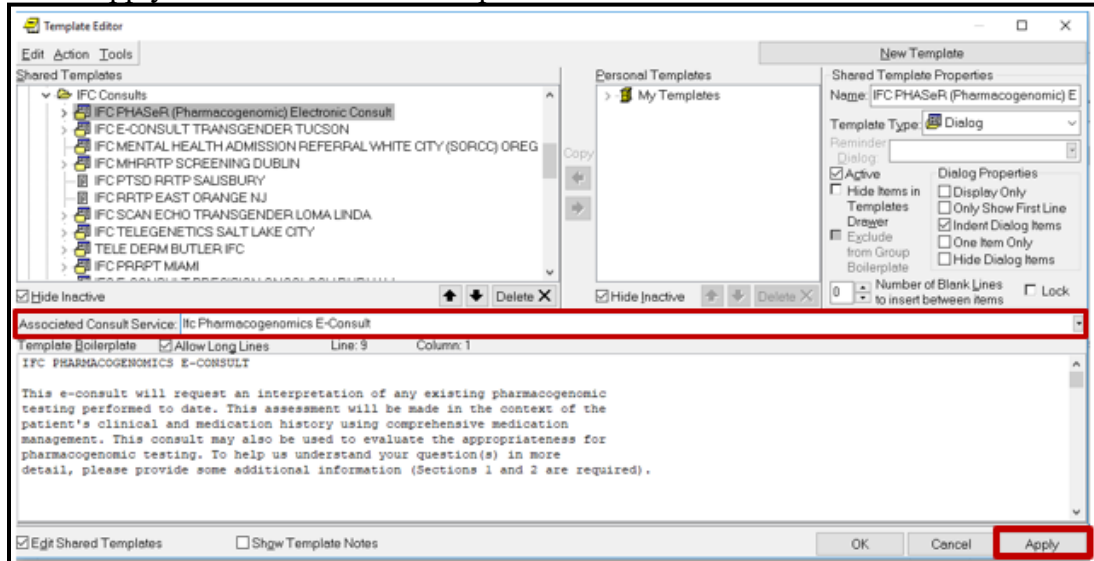 Template Editor
Edit Action Tools
New Template
Shared Templates
IFC Consults
IFC PHASeR (Pharmacogenomic) Electronic Consult
IFC E-CONSULT TRANSGENDER TUCSON
IFC MENTAL HEALTH ADMISSION REFERRAL WHITE CITY (SORCC) OREG
IFC MHRRTP SCREENING DUBLIN
IFC PTSD RRTP SALISBURY
IFC RRTP EAST ORANGE NJ
IFC SCAN ECHO TRANSGENDER LOMA LINDA
IFC TELEGENETICS SALT LAKE CITY
TELE DERM BUTLER IFC
IFC PRRPT MIAMI
Hide Inactive
Delete
Copy
Personal Templates
My Templates
Hide Inactive
Delete
Shared Template Properties
Name: IFC PHASeR (Pharmacogenomic) E
Template Type: Dialog
Reminder
Dialog:
Active
Hide Items in
Templates
Drawer
Exclude
from Group
Boilerplate
Dialog Properties
Display Only
Only Show First Line
Indent Dialog Items
One Item Only
Hide Dialog Items
0 Number of Blank Lines
to insert between items
Lock
Associated Consult Service: Ifc Pharmacogenomics E-Consult
Template Boilerplate Allow Long Lines Line: 9 Column: 1
IFC PHARMACOGENOMICS E-CONSULT
This e-consult will request an interpretation of any existing pharmacogenomic
testing performed to date. This assessment will be made in the context of the
patient's clinical and medication history using comprehensive medication
management. This consult may also be used to evaluate the appropriateness for
pharmacogenomic testing. To help us understand your question(s) in more
detail, please provide some additional information (Sections 1 and 2 are required).
Edit Shared Templates
Show Template Notes
OK Cancel Apply